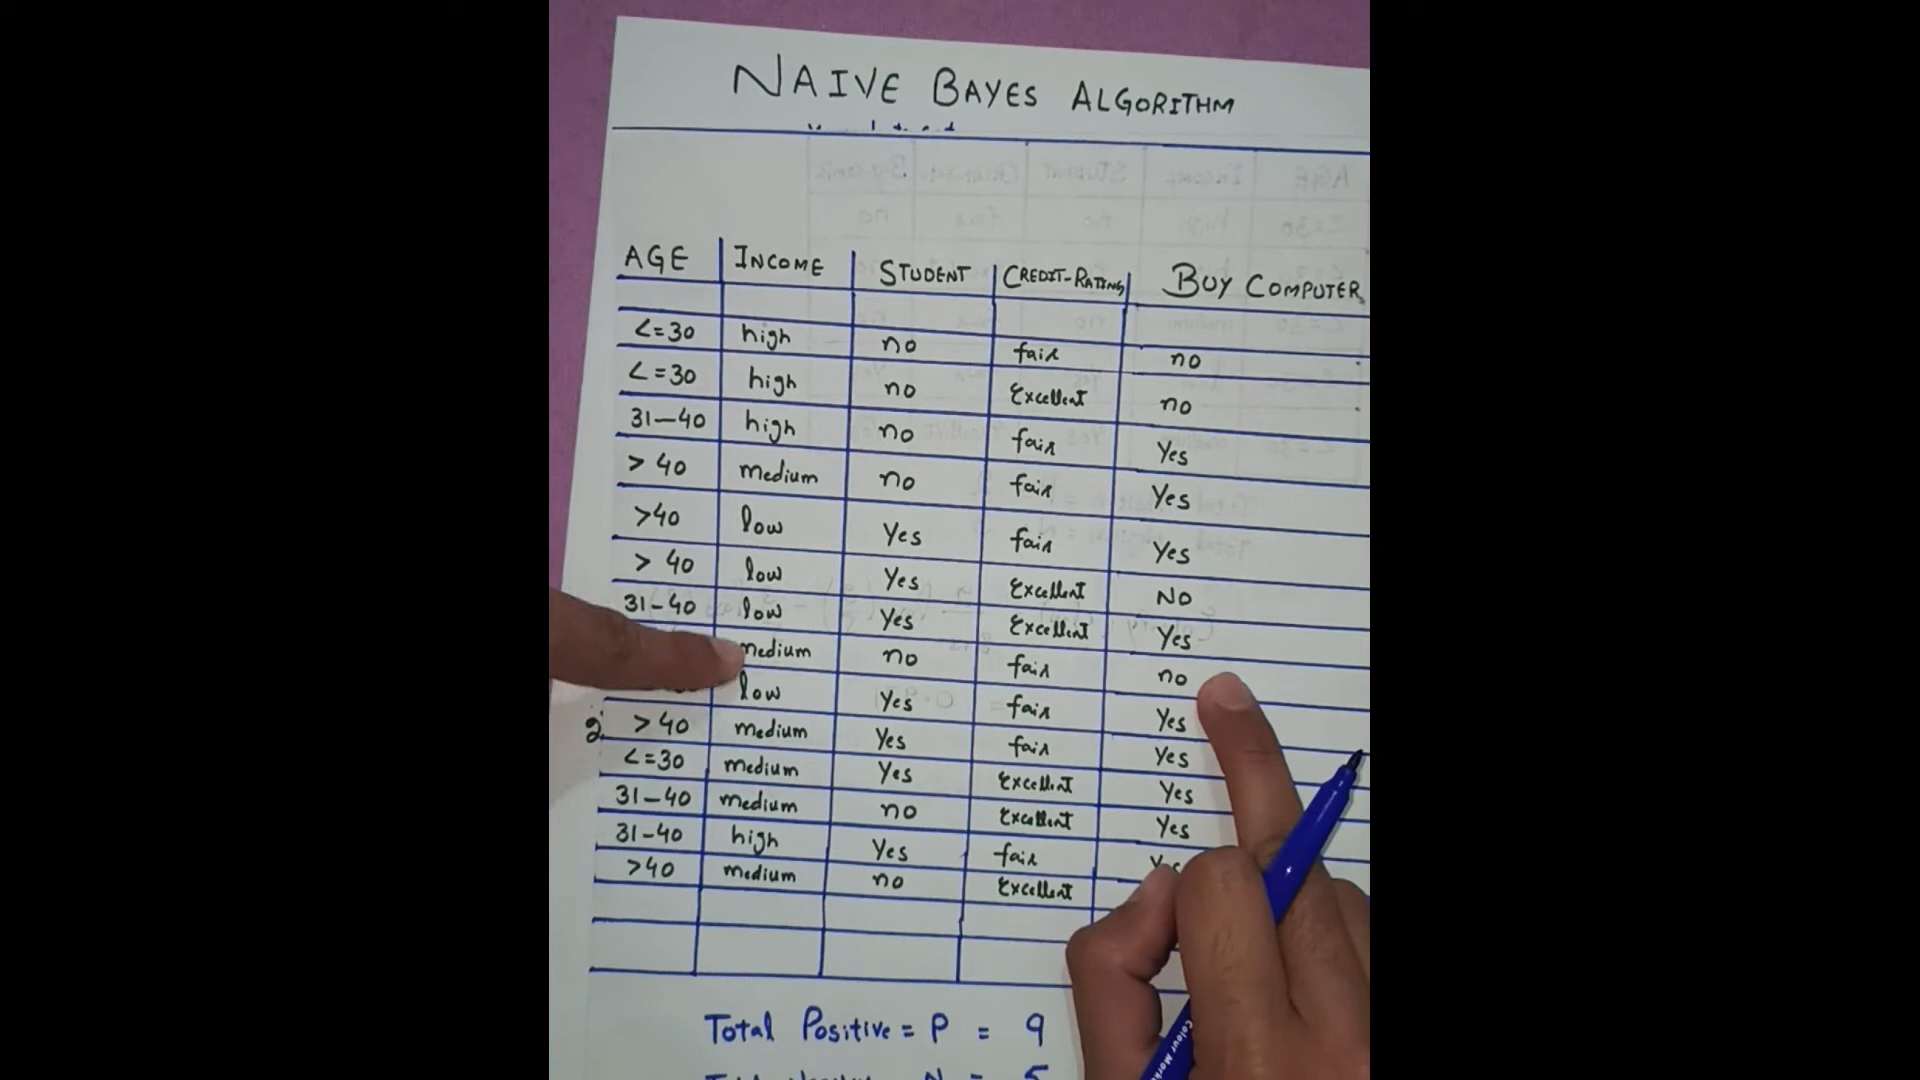 NAIVE BAYES ALGORITHM
AGE INCOME STUDENT CREDIT-RATING BUY COMPUTER
<=30 high no fair no
<=30 high no Excellent no
31-40 high no fair Yes
> 40 medium no fair Yes
>40 low Yes fair Yes
> 40 low Yes Excellent NO
31-40 low Yes Excellent Yes
medium no fair no
low Yes fair Yes
> 40 medium Yes fair Yes
<=30 medium Yes Excellent Yes
31-40 medium no Excellent Yes
31-40 high Yes fair
>40 medium no Excellent
Total Positive = P = 9
N = 5